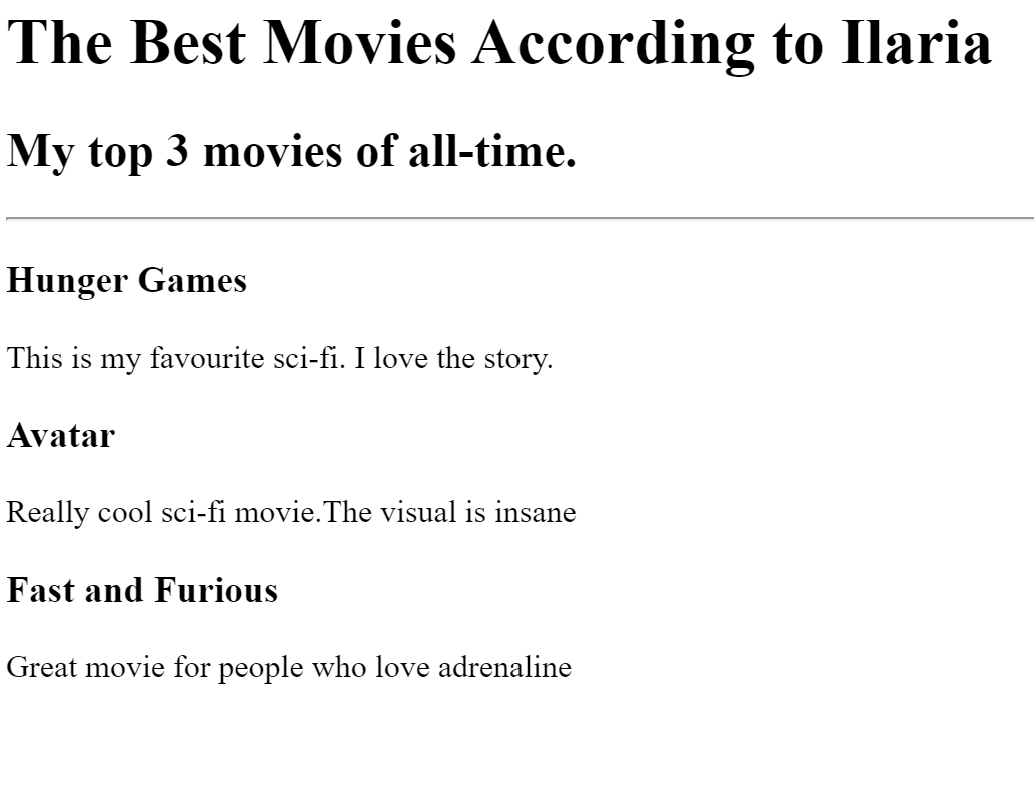 The Best Movies According to Ilaria
My top 3 movies of all-time.
Hunger Games
This is my favourite sci-fi. I love the story.
Avatar
Really cool sci-fi movie.The visual is insane
Fast and Furious
Great movie for people who love adrenaline